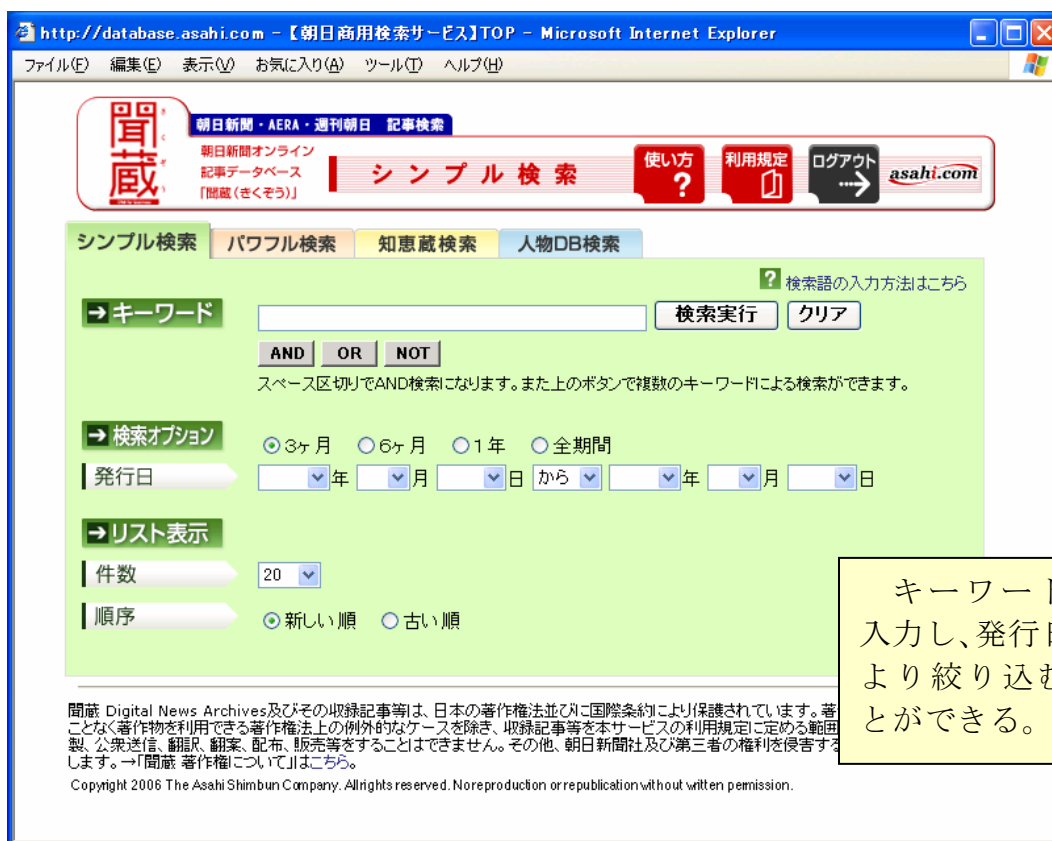 http://database.asahi.com - 【朝日商用検索サービス】TOP - Microsoft Internet Explorer
ファイル(F) 編集(E) 表示(V) お気に入り(A) ツール(T) ヘルプ(H)
聞蔵
き
く
ぞ
う
朝日新聞・AERA・週刊朝日 記事検索
朝日新聞オンライン
記事データベース
「聞蔵(きくぞう)」
シンプル検索
使い方
?
利用規定
ログアウト
asahi.com
シンプル検索 パワフル検索 知恵蔵検索 人物DB検索
? 検索語の入力方法はこちら
キーワード 検索実行 クリア
AND OR NOT
スペース区切りでAND検索になります。また上のボタンで複数のキーワードによる検索ができます。
検索オプション 3ヶ月 6ヶ月 1年 全期間
発行日 年 月 日 から 年 月 日
リスト表示
件数 20
順序 新しい順 古い順
キーワード
入力し、発行日
より絞り込む
とができる。
聞蔵 Digital News Archives及びその収録記事等は、日本の著作権法並びに国際条約により保護されています。著
ことなく著作物を利用できる著作権法上の例外的なケースを除き、収録記事等を本サービスの利用規定に定める範囲
製、公衆送信、翻訳、翻案、配布、販売等をすることはできません。その他、朝日新聞社及び第三者の権利を侵害する
します。→「聞蔵 著作権について」はこちら。
Copyright 2006 The Asahi Shimbun Company. All rights reserved. No reproduction or republication without written permission.